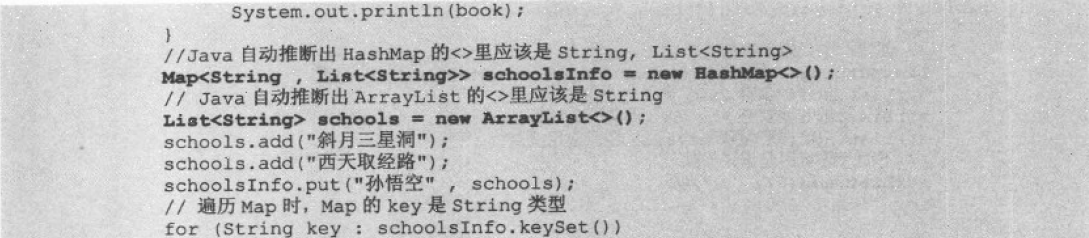 System.out.print(book);
}
//Java 自动推断出 HashMap 的<>里应该是 String, List<String>
Map<String , List<String>> schoolsInfo = new HashMap<>();
// Java 自动推断出 ArrayList 的<>里应该是 String
List<String> schools = new ArrayList<>();
schools.add("斜月三星洞");
schools.add("西天取经路");
schoolsInfo.put("孙悟空" , schools);
// 遍历 Map 时，Map 的 key 是 String 类型
for (String key : schoolsInfo.keySet())